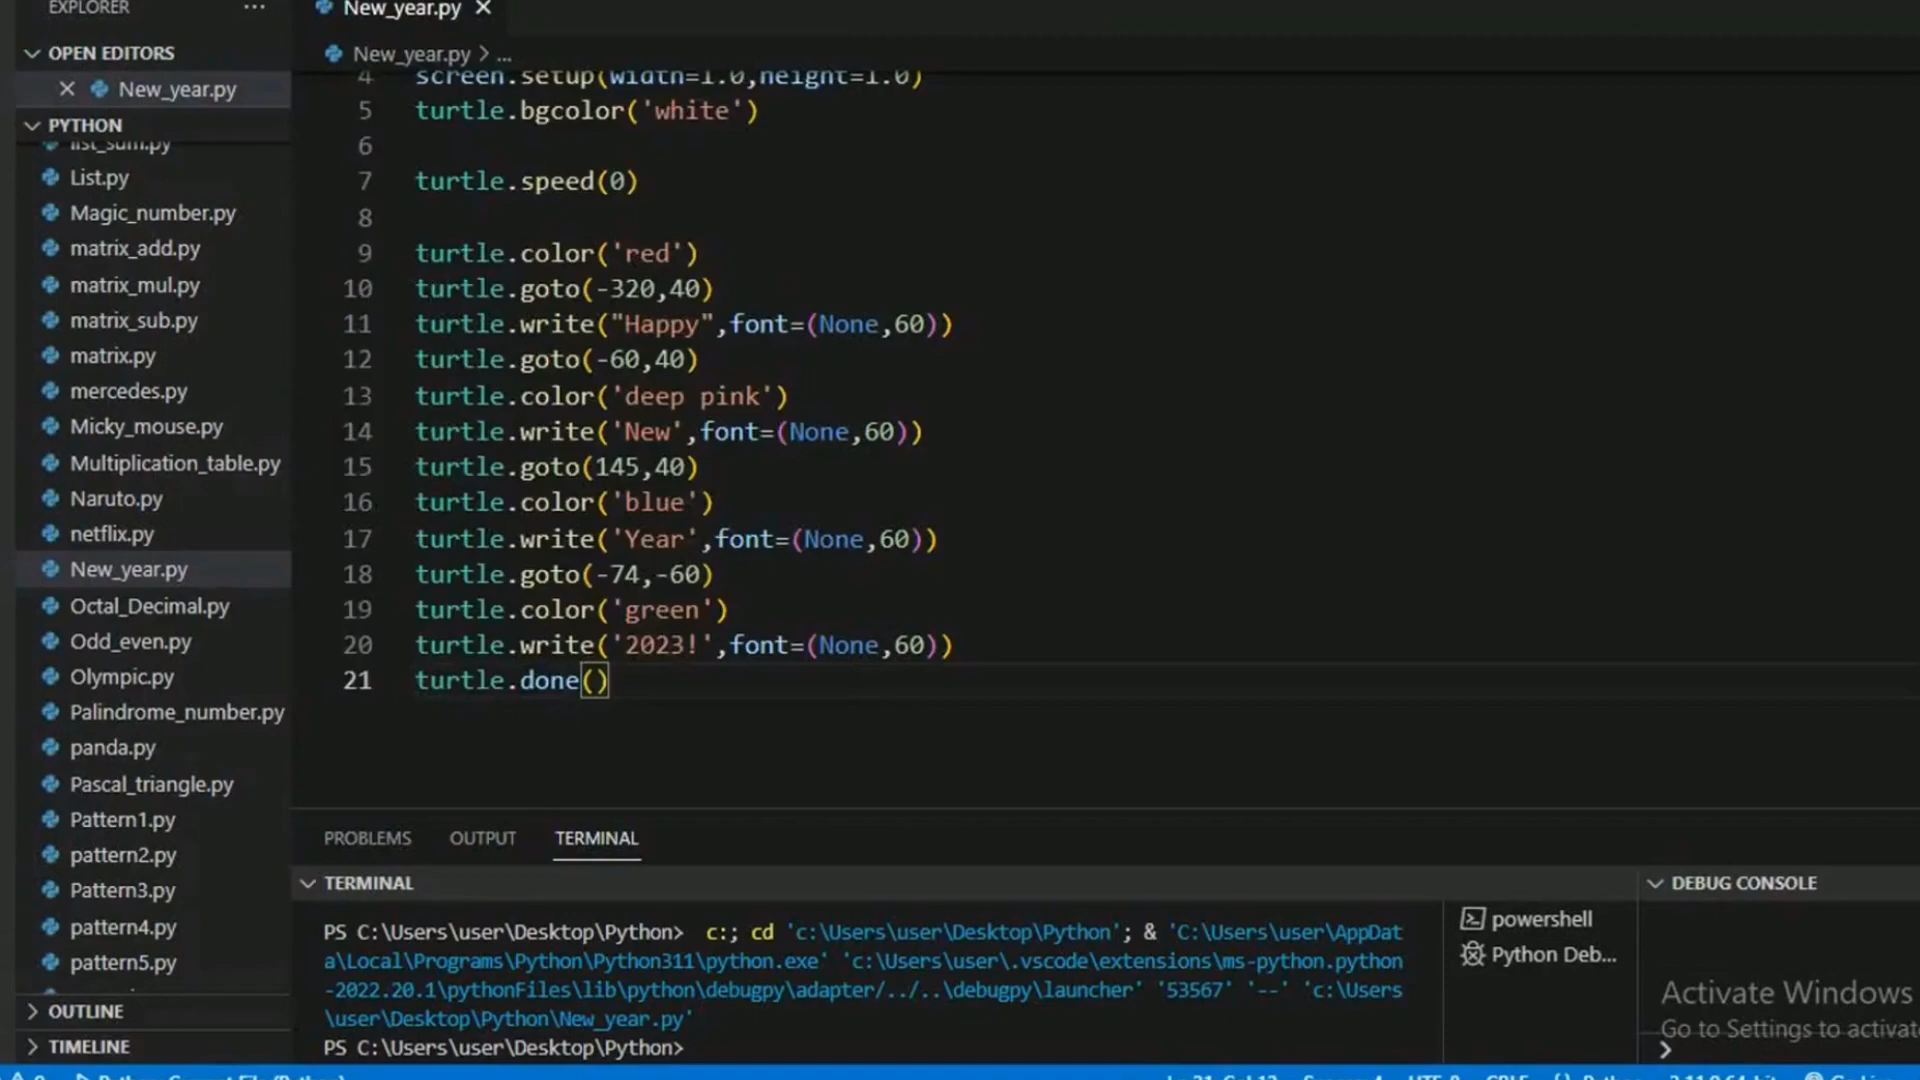 EXPLORER
OPEN EDITORS
New_year.py
PYTHON
list_sum.py
List.py
Magic_number.py
matrix_add.py
matrix_mul.py
matrix_sub.py
matrix.py
mercedes.py
Micky_mouse.py
Multiplication_table.py
Naruto.py
netflix.py
New_year.py
Octal_Decimal.py
Odd_even.py
Olympic.py
Palindrome_number.py
panda.py
Pascal_triangle.py
Pattern1.py
pattern2.py
Pattern3.py
pattern4.py
pattern5.py
OUTLINE
TIMELINE
New_year.py
New_year.py > ...
4 screen.setup(width=1.0,height=1.0)
5 turtle.bgcolor('white')
6
7 turtle.speed(0)
8
9 turtle.color('red')
10 turtle.goto(-320,40)
11 turtle.write("Happy",font=(None,60))
12 turtle.goto(-60,40)
13 turtle.color('deep pink')
14 turtle.write('New',font=(None,60))
15 turtle.goto(145,40)
16 turtle.color('blue')
17 turtle.write('Year',font=(None,60))
18 turtle.goto(-74,-60)
19 turtle.color('green')
20 turtle.write('2023!',font=(None,60))
21 turtle.done()
PROBLEMS OUTPUT TERMINAL
TERMINAL
PS C:\Users\user\Desktop\Python> c:; cd 'c:\Users\user\Desktop\Python'; & 'C:\Users\user\AppDat
a\Local\Programs\Python\Python311\python.exe' 'c:\Users\user\.vscode\extensions\ms-python.python
-2022.20.1\pythonFiles\lib\python\debugpy\adapter/../..\debugpy\launcher' '53567' '--' 'c:\Users
\user\Desktop\Python\New_year.py'
PS C:\Users\user\Desktop\Python>
powershell
Python Deb...
DEBUG CONSOLE
Activate Windows
Go to Settings to activat